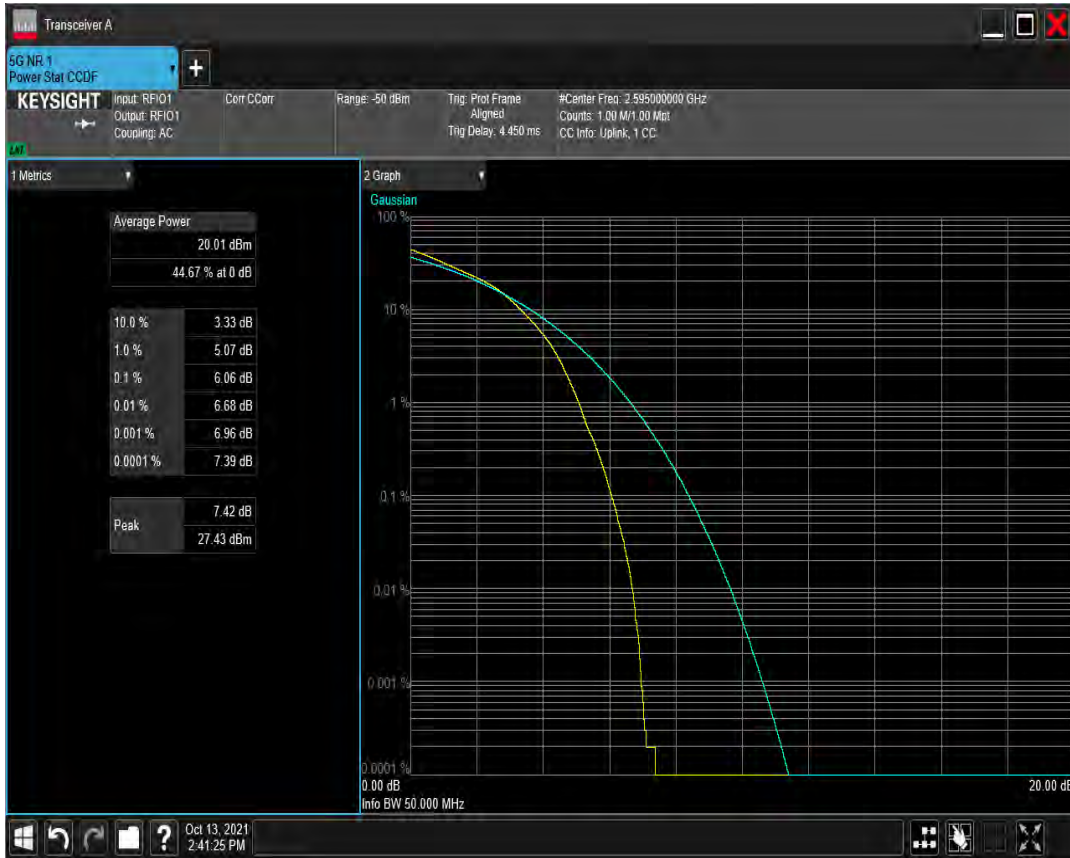 Transceiver A
5G NR 1
Power Stat CCDF
+
KEYSIGHT
Input: RFIO1
Output: RFIO1
Coupling: AC
Corr CCorr
Range: -50 dBm
Trig: Prot Frame
Aligned
Trig Delay: 4.450 ms
#Center Freq: 2.595000000 GHz
Counts: 1.00 M/1.00 Mpt
CC Info: Uplink, 1 CC
1 Metrics
Average Power
20.01 dBm
44.67 % at 0 dB
10.0 % 3.33 dB
1.0 % 5.07 dB
0.1 % 6.06 dB
0.01 % 6.68 dB
0.001 % 6.96 dB
0.0001 % 7.39 dB
Peak
7.42 dB
27.43 dBm
2 Graph
Gaussian
100 %
10 %
1 %
0.1 %
0.01 %
0.001 %
0.0001 %
0.00 dB
20.00 dB
Info BW 50.000 MHz
?
Oct 13, 2021
2:41:25 PM